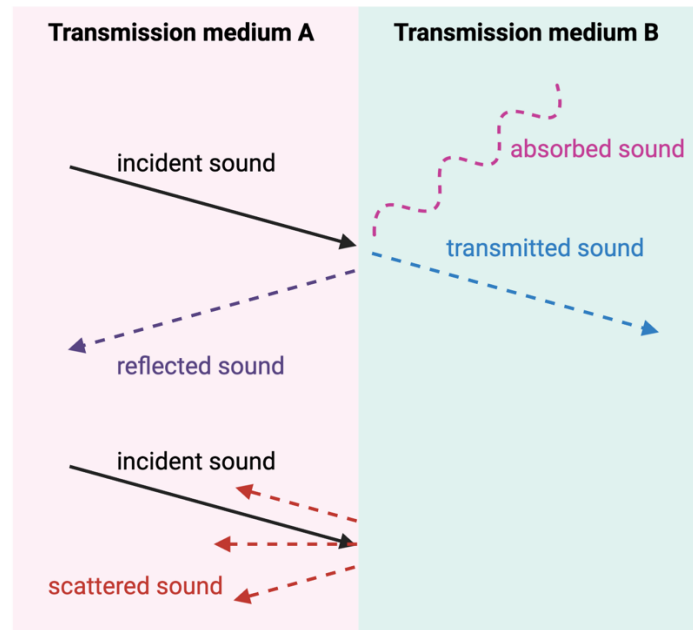 Transmission medium A
Transmission medium B
incident sound
absorbed sound
transmitted sound
reflected sound
incident sound
scattered sound